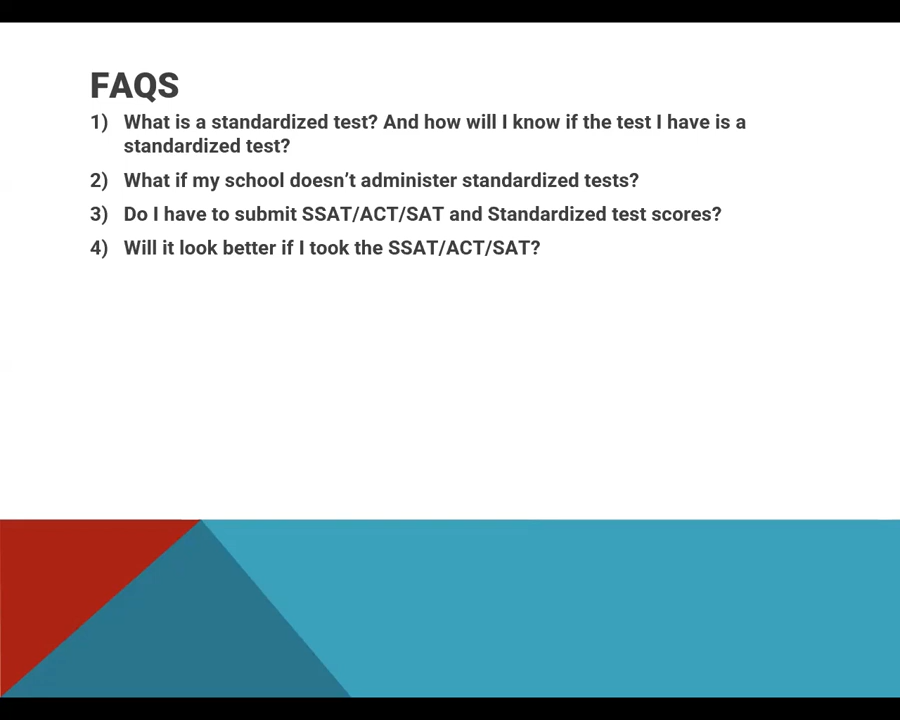 FAQS
1) What is a standardized test? And how will I know if the test I have is a
standardized test?
2) What if my school doesn’t administer standardized tests?
3) Do I have to submit SSAT/ACT/SAT and Standardized test scores?
4) Will it look better if I took the SSAT/ACT/SAT?